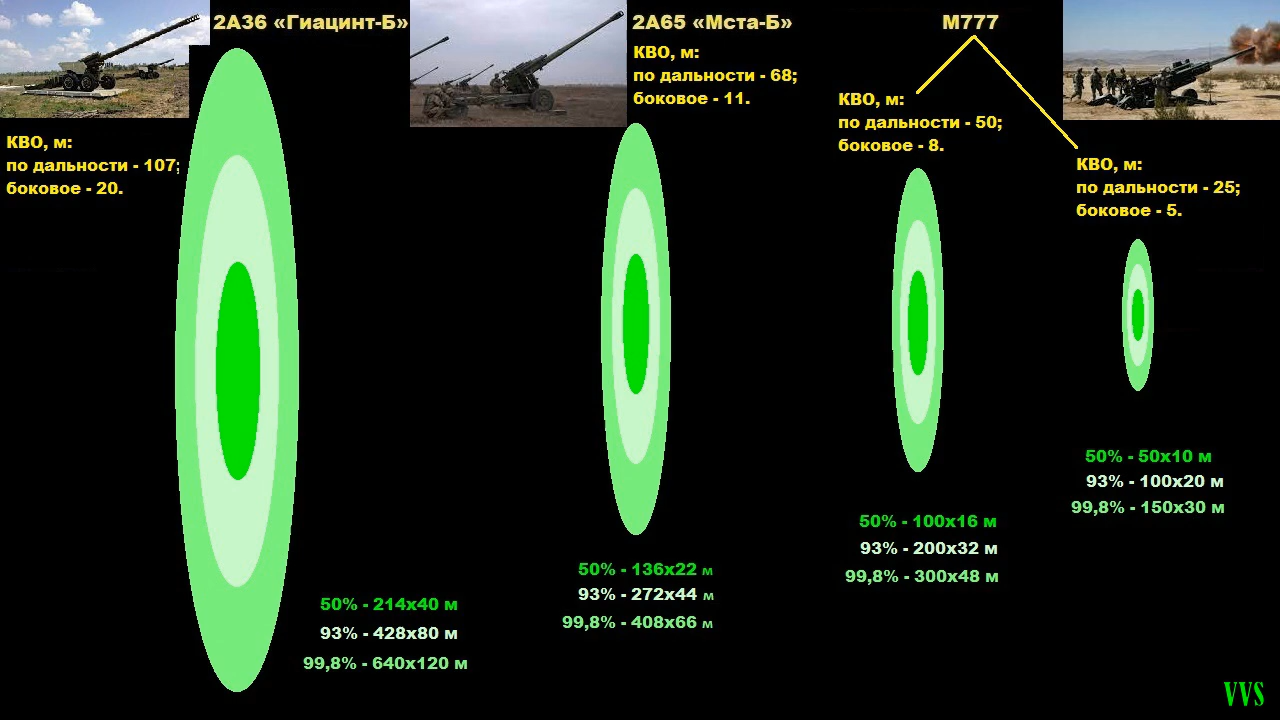 2А36 «Гиацинт-Б»
КВО, м:
по дальности - 107;
боковое - 20.
50% - 214х40 м
93% - 428х80 м
99,8% - 640х120 м
2А65 «Мста-Б»
КВО, м:
по дальности - 68;
боковое - 11.
50% - 136х22 м
93% - 272х44 м
99,8% - 408х66 м
М777
КВО, м:
по дальности - 50;
боковое - 8.
50% - 100х16 м
93% - 200х32 м
99,8% - 300х48 м
КВО, м:
по дальности - 25;
боковое - 5.
50% - 50х10 м
93% - 100х20 м
99,8% - 150х30 м
VVS